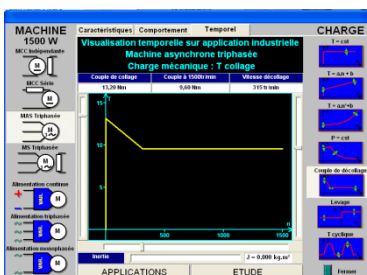 MACHINE
1500 W
MCC Indépendante
MCC Série
MAS Triphasée
MS Triphasée
Alimentation continue
Alimentation triphasée
Alimentation monophasée
Caractéristiques Comportement Temporel
Visualisation temporelle sur application industrielle
Machine asynchrone triphasée
Charge mécanique : T collage
Couple de collage Couple à 1500tr/min Vitesse décollage
13,20 Nm 9,60 Nm 315 tr/min
15
T
10
5
n
500 1000 1500
Inertie J = 0,000 kg.m²
APPLICATIONS ETUDE
CHARGE
T = cst
T = a.n + b
T = a.n²+b
P = cst
Couple de décollage
Levage
T cyclique
Fermer